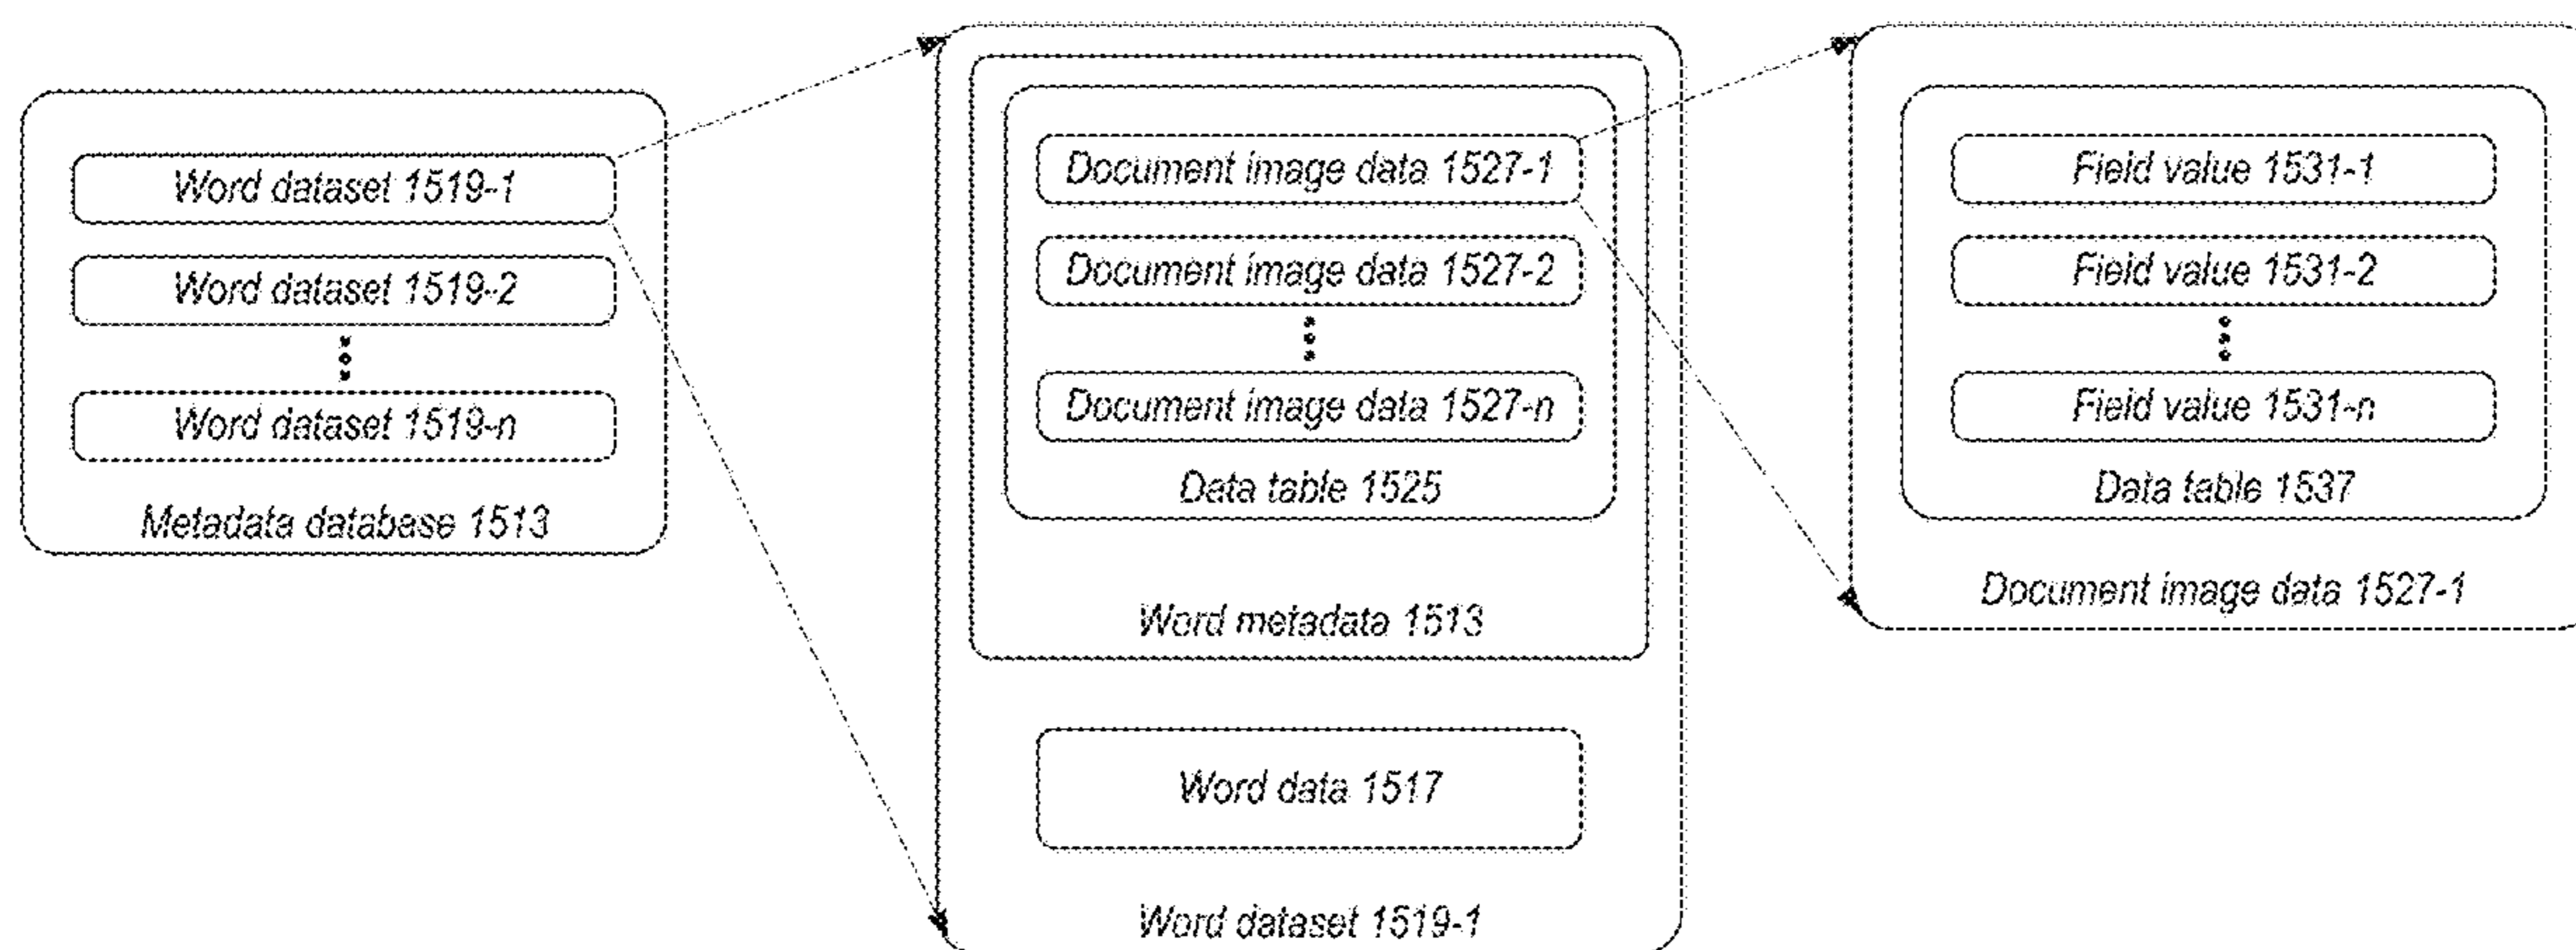 Word dataset 1519-1
Word dataset 1519-2
Word dataset 1519-n
Metadata database 1513
Document image data 1527-1
Document image data 1527-2
Document image data 1527-n
Data table 1525
Word metadata 1513
Word data 1517
Word dataset 1519-1
Field value 1531-1
Field value 1531-2
Field value 1531-n
Data table 1537
Document image data 1527-1